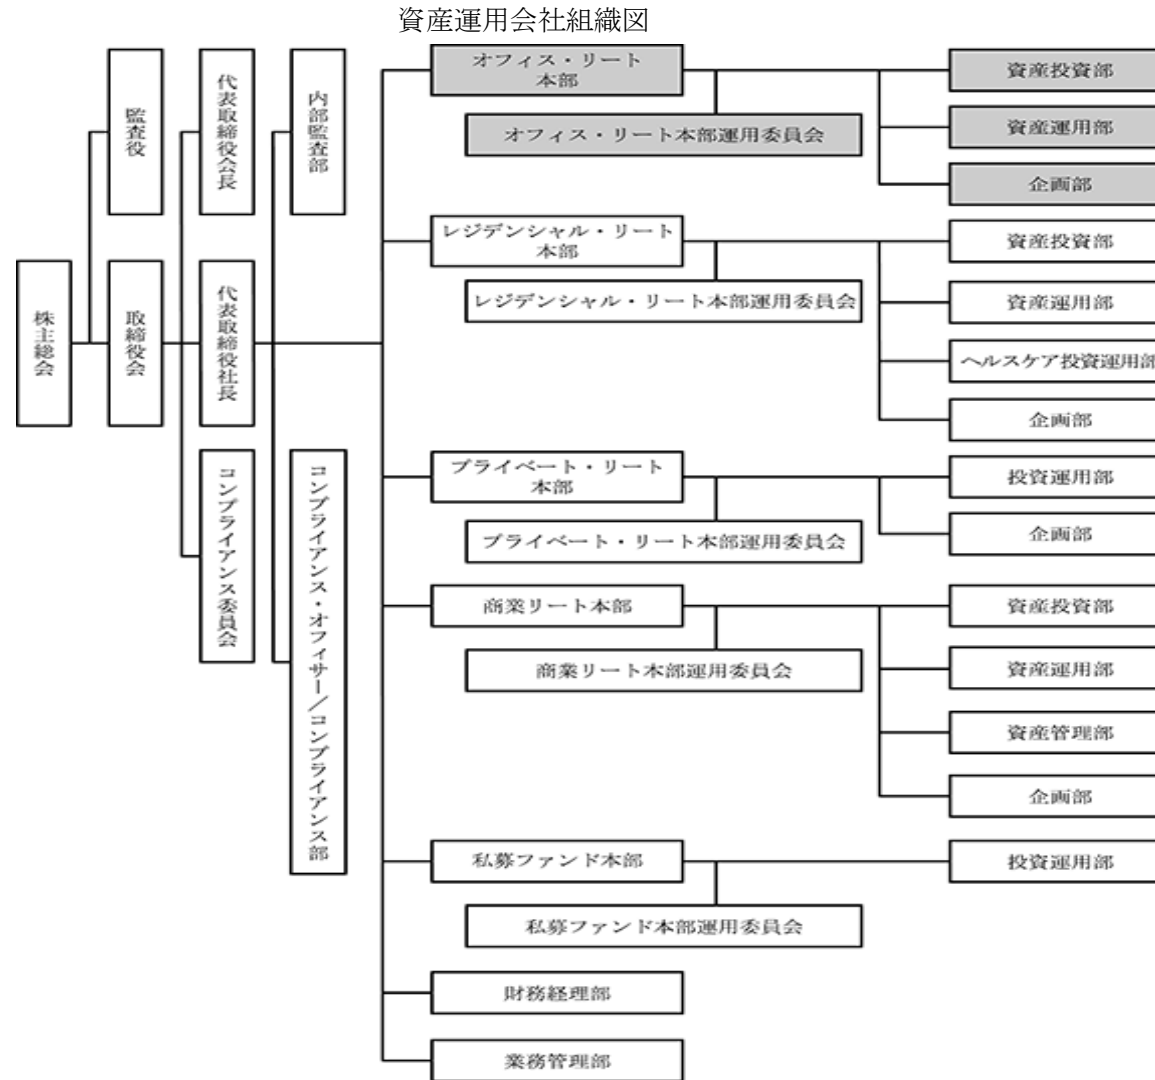 資産運用会社組織図
株主総会
監査役
取締役会
代表取締役会長
代表取締役社長
コンプライアンス委員会
内部監査部
コンプライアンス・オフィサー/コンプライアンス部
オフィス・リート
本部
オフィス・リート本部運用委員会
資産投資部
資産運用部
企画部
レジデンシャル・リート
本部
レジデンシャル・リート本部運用委員会
資産投資部
資産運用部
ヘルスケア投資運用部
企画部
プライベート・リート
本部
プライベート・リート本部運用委員会
投資運用部
企画部
商業リート本部
商業リート本部運用委員会
資産投資部
資産運用部
資産管理部
企画部
私募ファンド本部
私募ファンド本部運用委員会
投資運用部
財務経理部
業務管理部